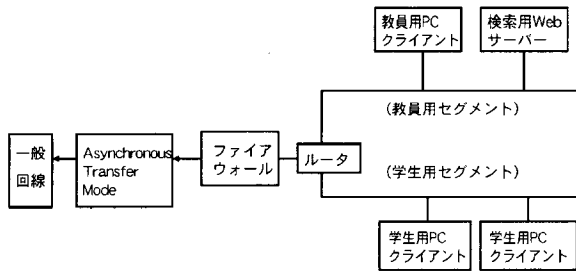 教員用PC
クライアント
検索用Web
サーバー
(教員用セグメント)
一般
回線
Asynchronous
Transfer
Mode
ファイア
ウォール
ルータ
(学生用セグメント)
学生用PC
クライアント
学生用PC
クライアント